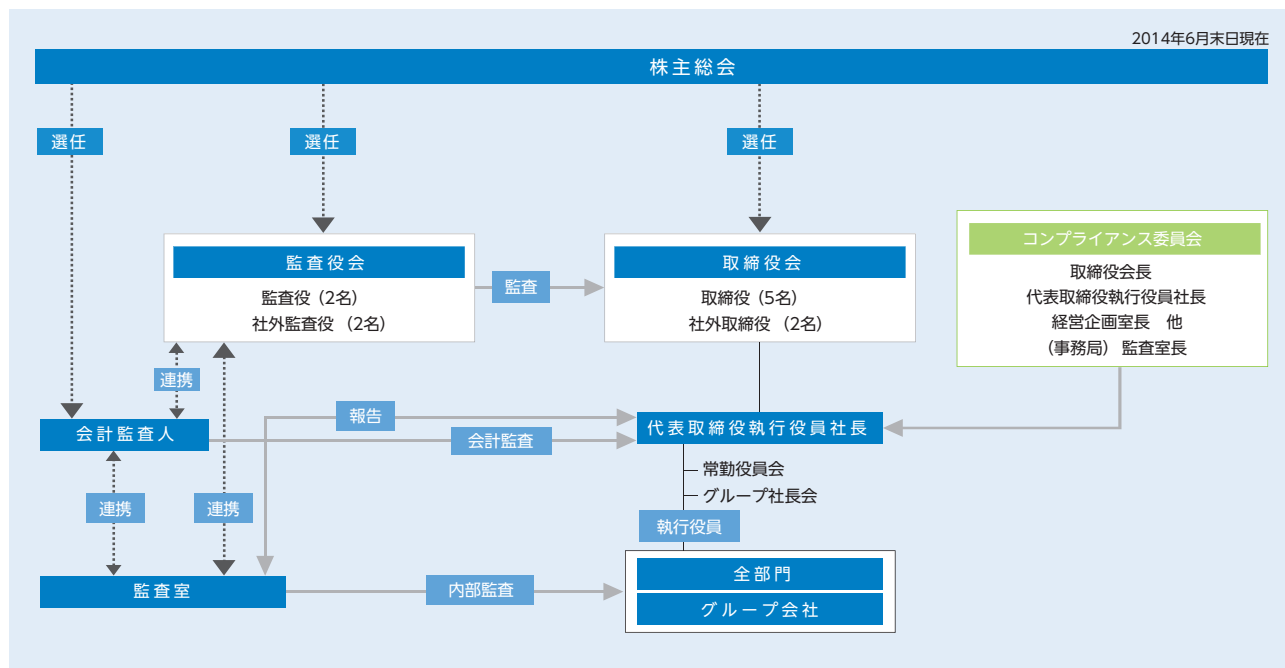 2014年6月末日現在
株主総会
選任
選任
選任
監査役会
監査役（2名）
社外監査役（2名）
監査
取締役会
取締役（5名）
社外取締役（2名）
コンプライアンス委員会
取締役会長
代表取締役執行役員社長
経営企画室長　他
（事務局）監査室長
連携
報告
会計監査人
会計監査
代表取締役執行役員社長
常勤役員会
グループ社長会
連携
連携
執行役員
監査室
内部監査
全部門
グループ会社